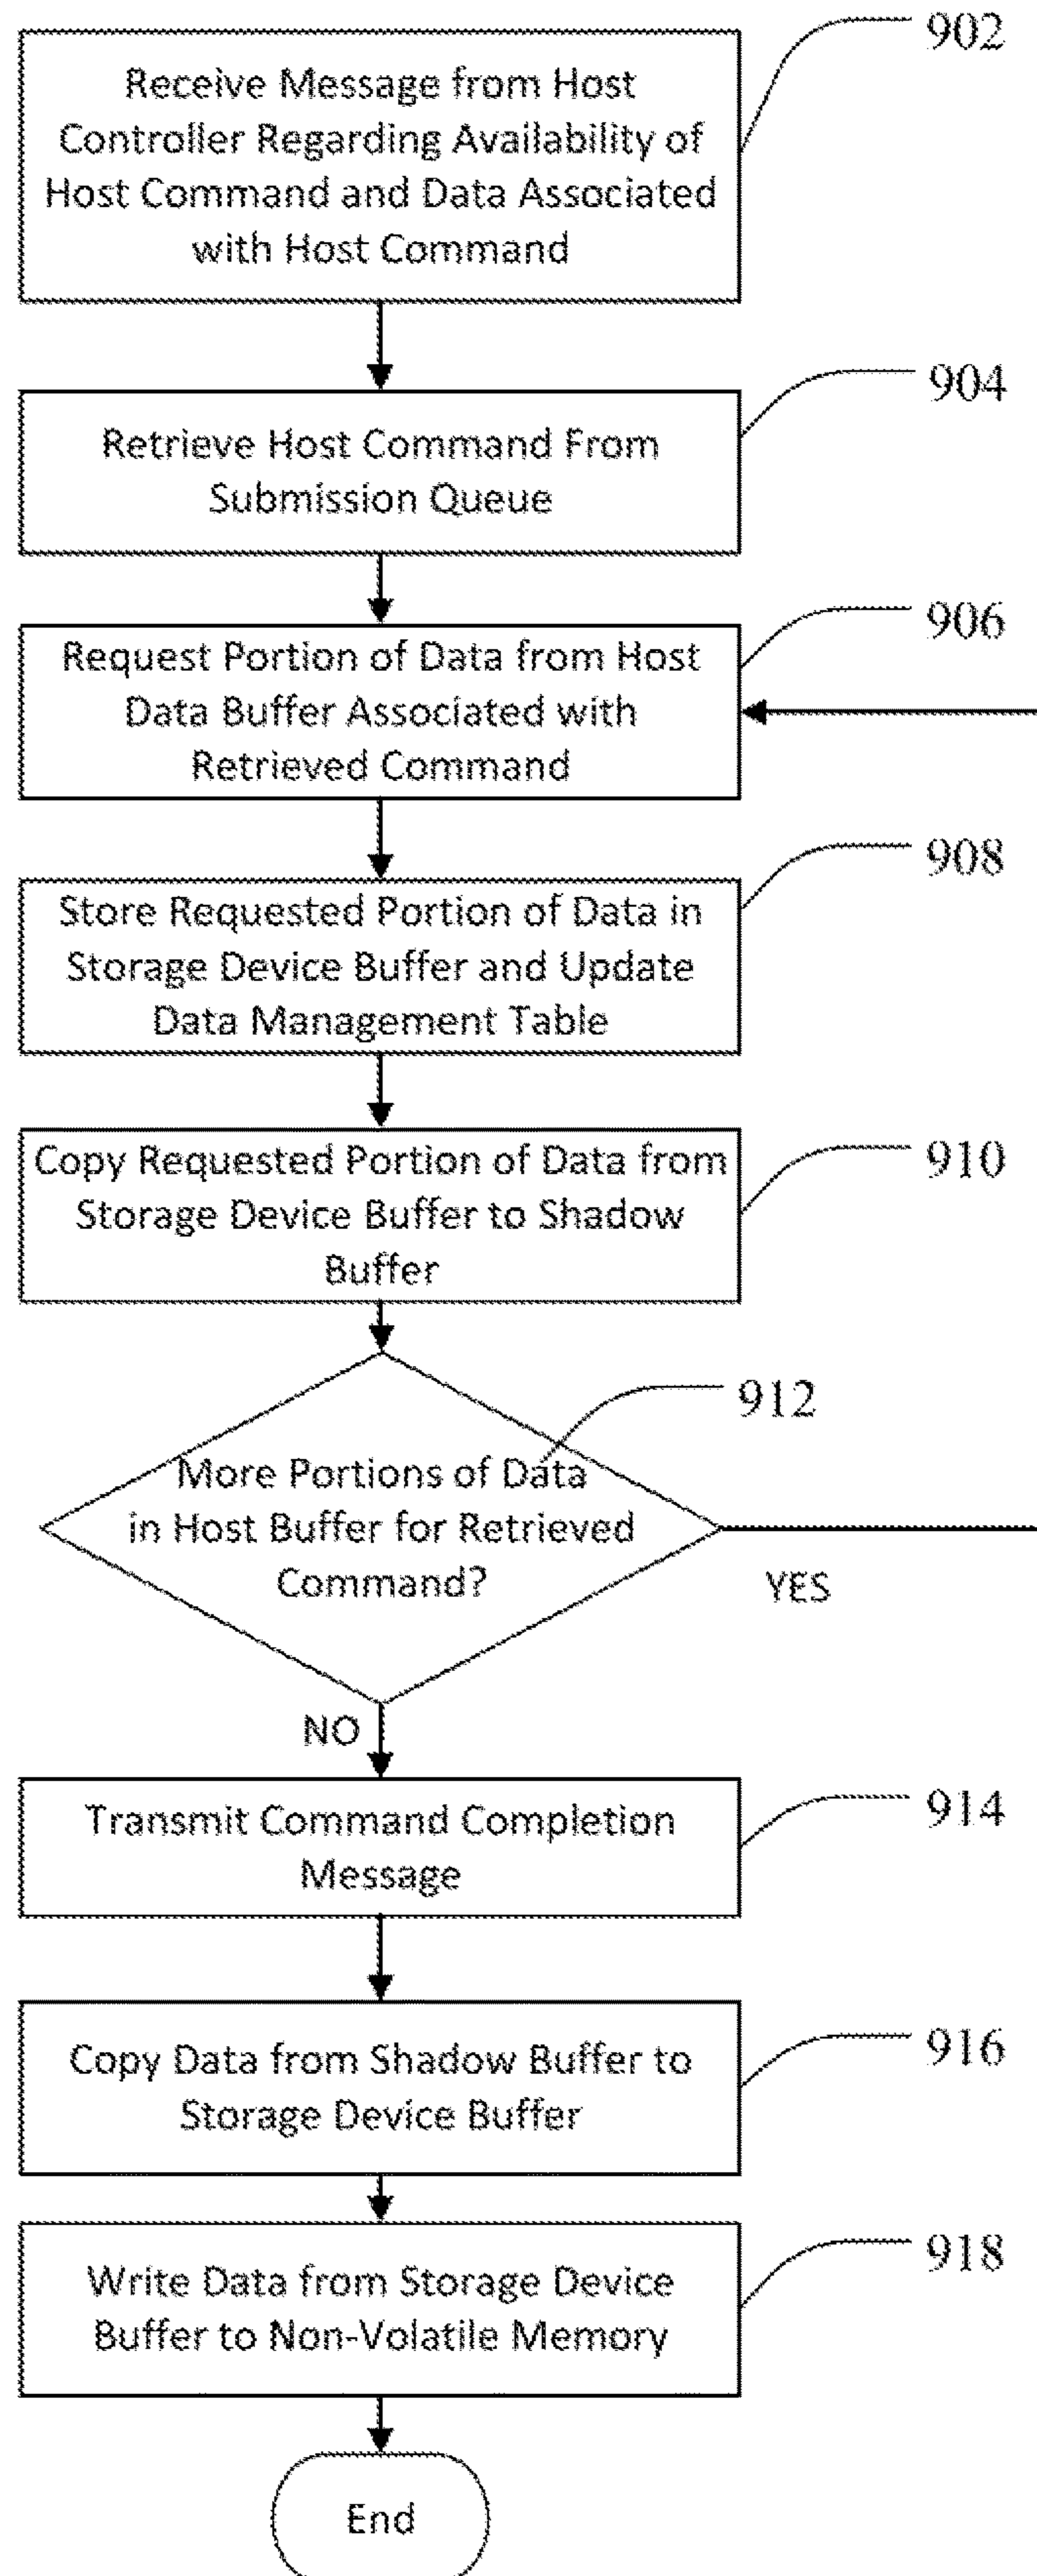 902
Receive Message from Host
Controller Regarding Availability of
Host Command and Data Associated
with Host Command
904
Retrieve Host Command From
Submission Queue
906
Request Portion of Data from Host
Data Buffer Associated with
Retrieved Command
908
Store Requested Portion of Data in
Storage Device Buffer and Update
Data Management Table
910
Copy Requested Portion of Data from
Storage Device Buffer to Shadow
Buffer
912
More Portions of Data
in Host Buffer for Retrieved
Command?
YES
NO
914
Transmit Command Completion
Message
916
Copy Data from Shadow Buffer to
Storage Device Buffer
918
Write Data from Storage Device
Buffer to Non-Volatile Memory
End